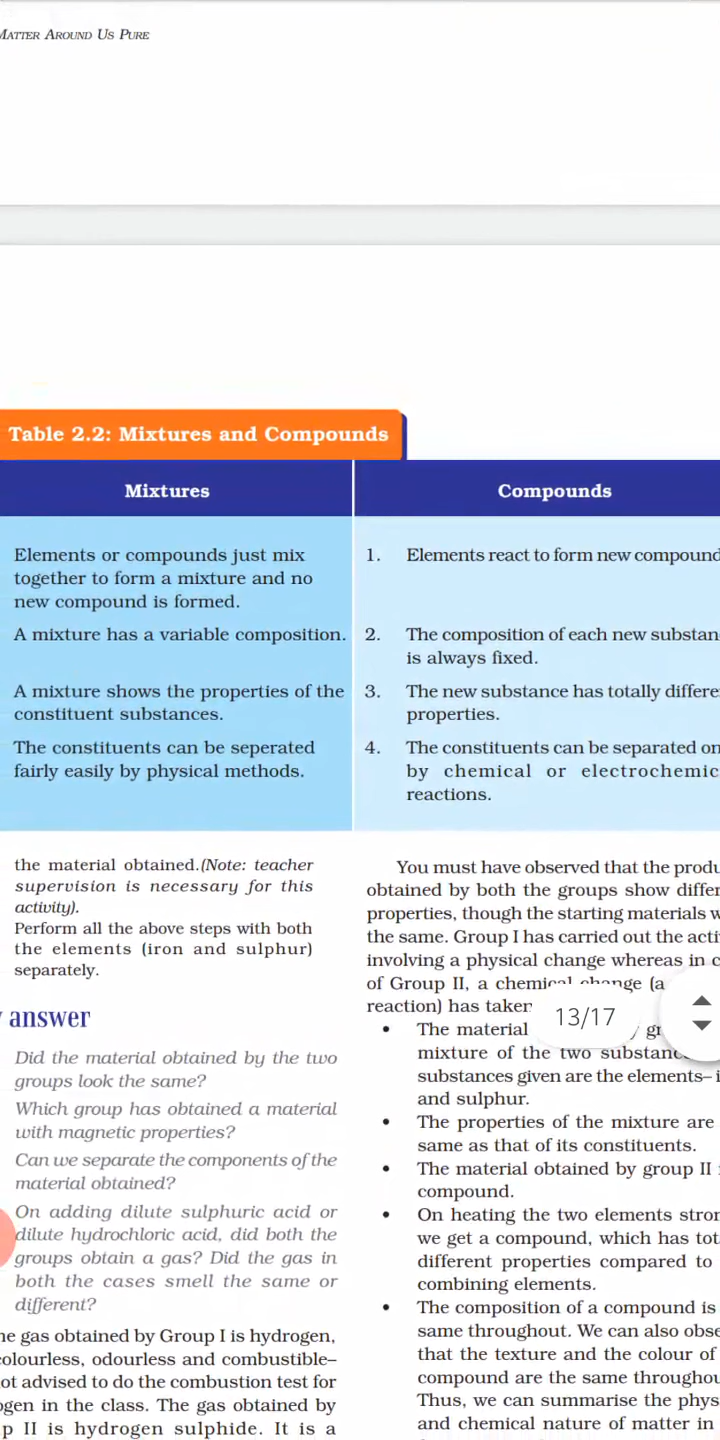 MATTER AROUND US PURE
Table 2.2: Mixtures and Compounds
Mixtures
Compounds
Elements or compounds just mix
together to form a mixture and no
new compound is formed.
A mixture has a variable composition.
A mixture shows the properties of the
constituent substances.
The constituents can be seperated
fairly easily by physical methods.
1. Elements react to form new compound
2. The composition of each new substan
is always fixed.
3. The new substance has totally differe
properties.
4. The constituents can be separated on
by chemical or electrochemic
reactions.
the material obtained.(Note: teacher
supervision is necessary for this
activity).
Perform all the above steps with both
the elements (iron and sulphur)
separately.
answer
Did the material obtained by the two
groups look the same?
Which group has obtained a material
with magnetic properties?
Can we separate the components of the
material obtained?
On adding dilute sulphuric acid or
dilute hydrochloric acid, did both the
groups obtain a gas? Did the gas in
both the cases smell the same or
different?
he gas obtained by Group I is hydrogen,
colourless, odourless and combustible–
ot advised to do the combustion test for
ogen in the class. The gas obtained by
p II is hydrogen sulphide. It is a
You must have observed that the produ
obtained by both the groups show differ
properties, though the starting materials w
the same. Group I has carried out the acti
involving a physical change whereas in c
of Group II, a chemical change (a
reaction) has taken
• The material gr
mixture of the two substanc
substances given are the elements– i
and sulphur.
• The properties of the mixture are
same as that of its constituents.
• The material obtained by group II
compound.
• On heating the two elements stron
we get a compound, which has tot
different properties compared to
combining elements.
• The composition of a compound is
same throughout. We can also obse
that the texture and the colour of
compound are the same throughou
Thus, we can summarise the phys
and chemical nature of matter in
13/17